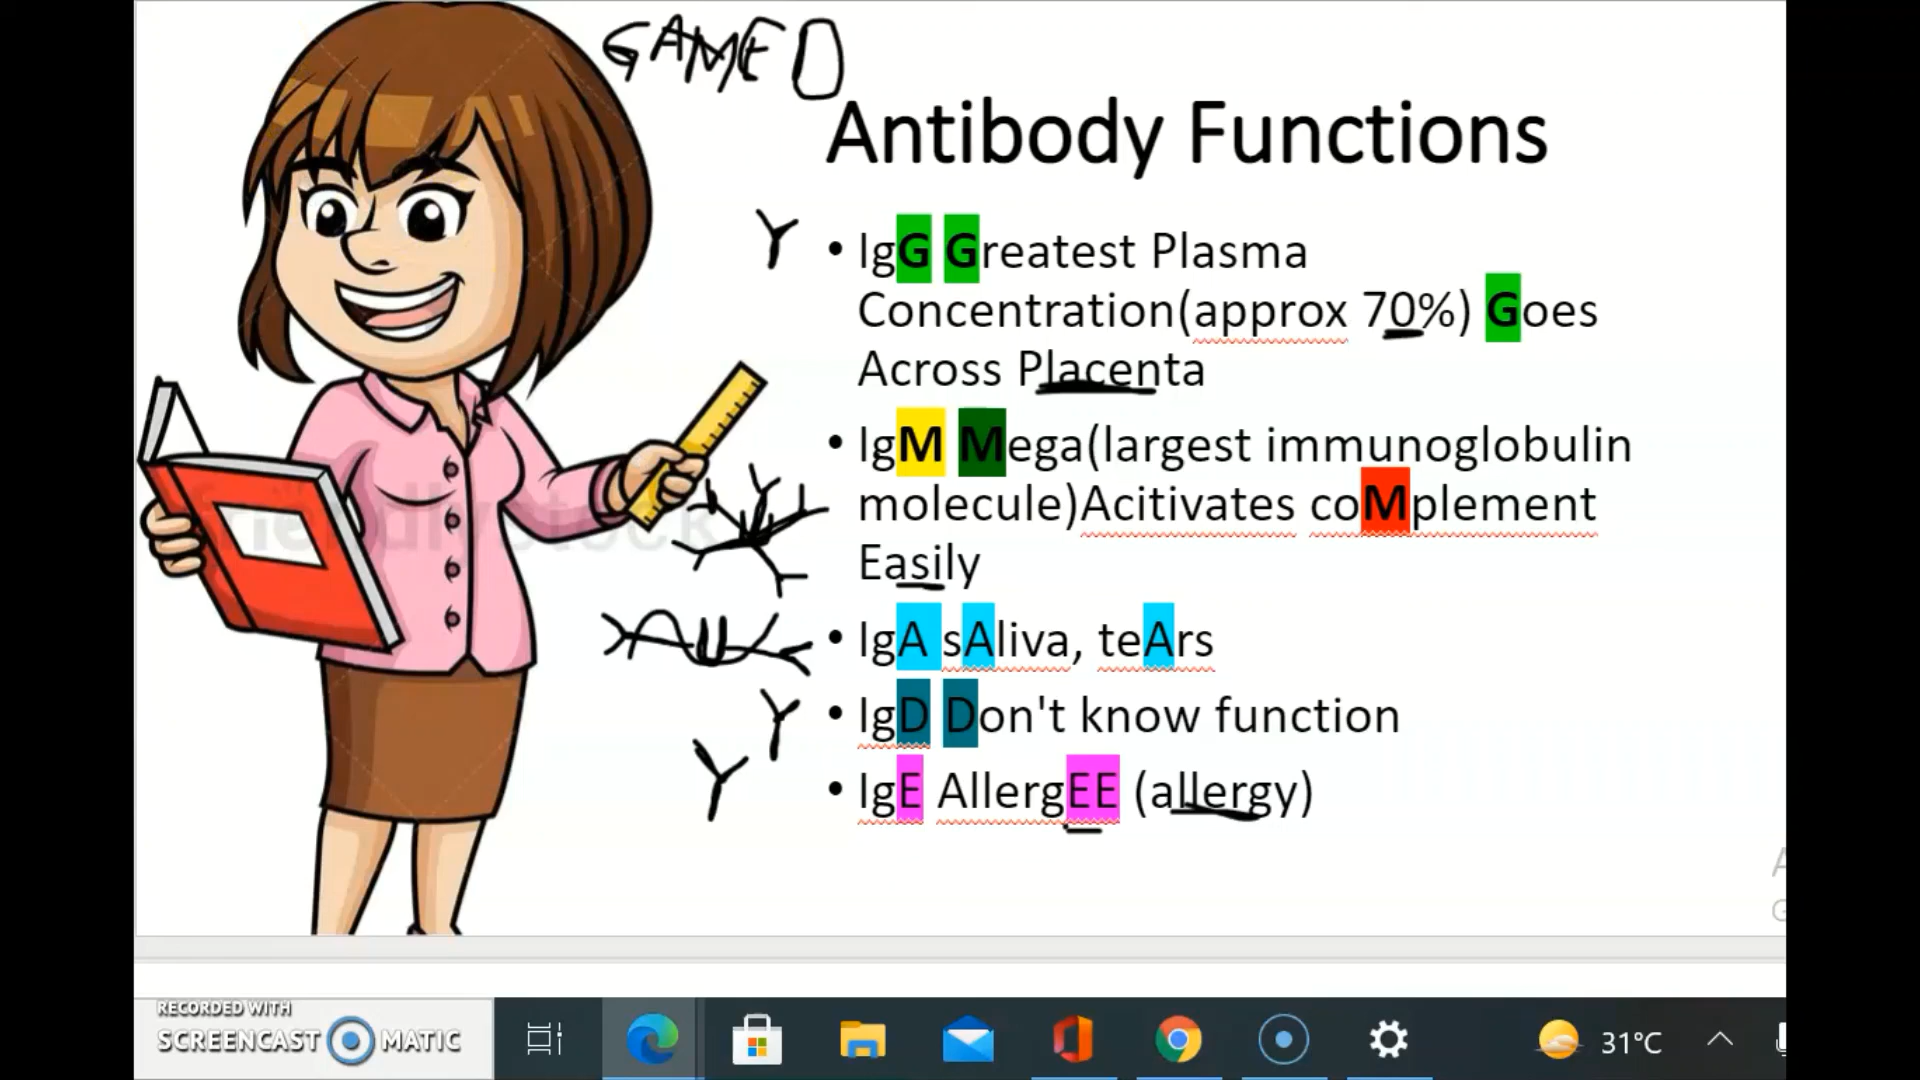 GAMED
Antibody Functions
• IgG Greatest Plasma
Concentration(approx 70%) Goes
Across Placenta
• IgM Mega(largest immunoglobulin
molecule)Acitivates coMplement
Easily
• IgA sAliva, teArs
• IgD Don't know function
• IgE AllergEE (allergy)
RECORDED WITH
SCREENCAST MATIC
31°C